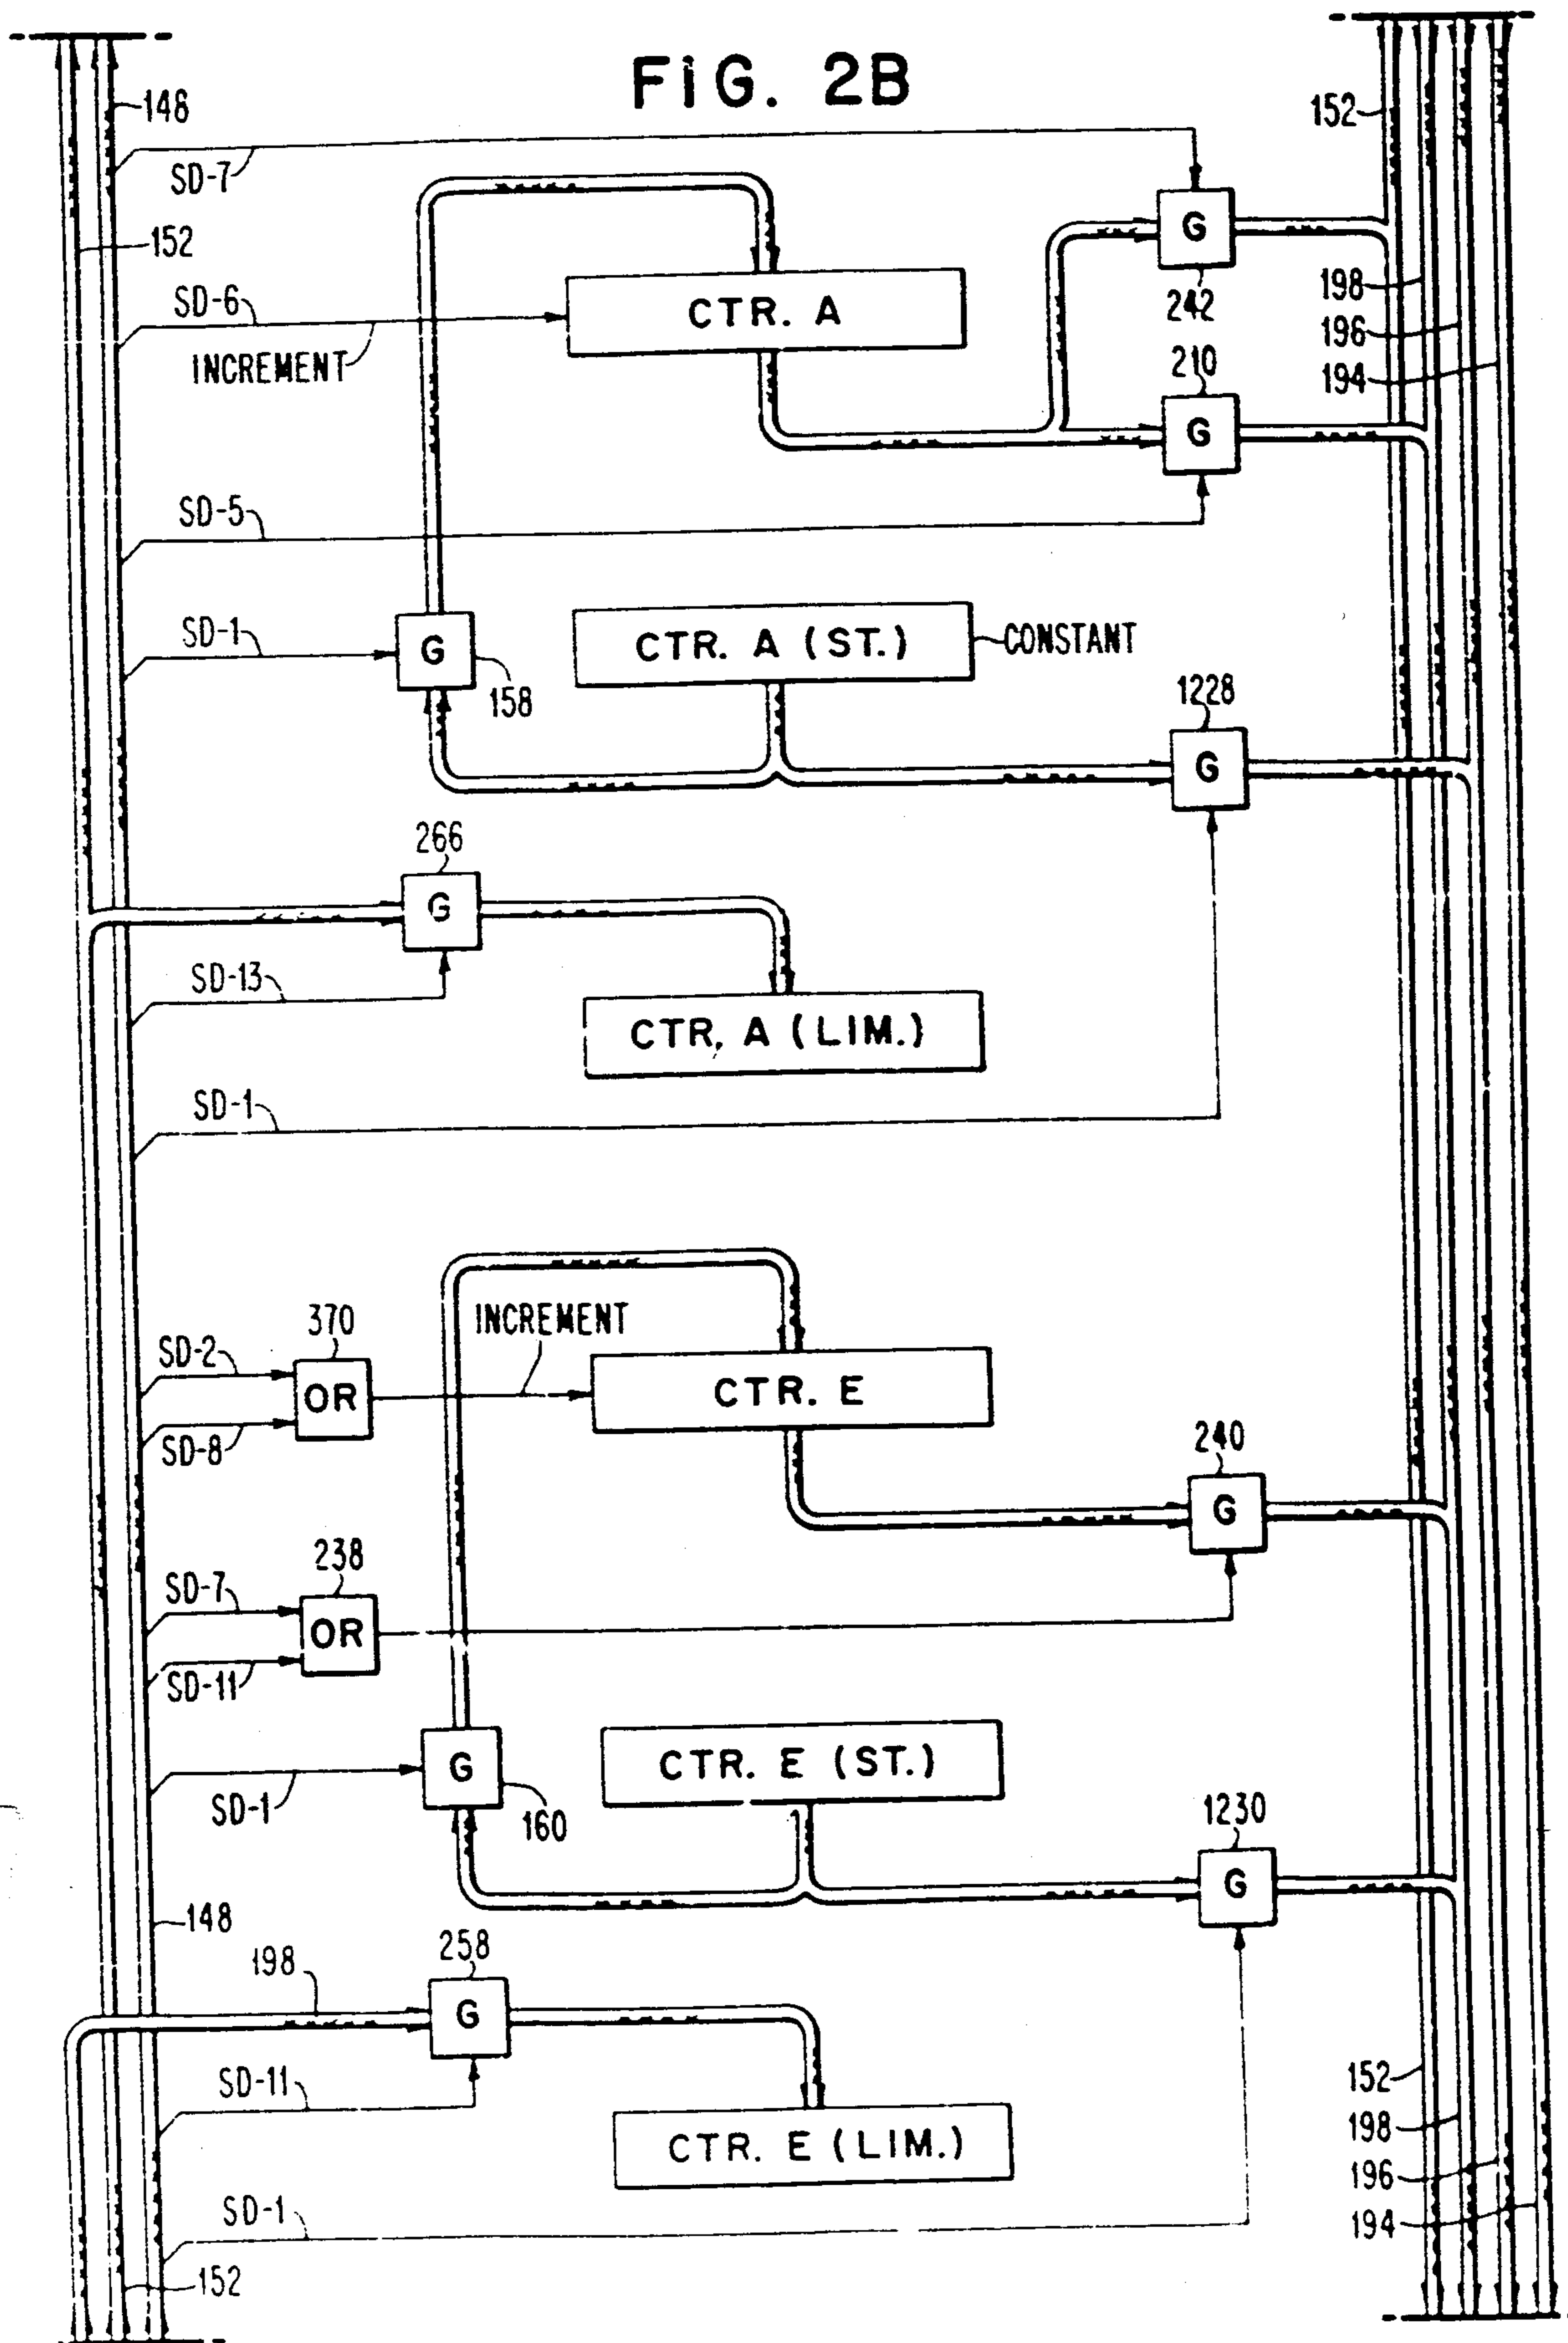 FIG. 2B
148
152
SD-7
152
G
242
198
196
194
SD-6
INCREMENT
CTR. A
210
G
SD-5
SD-1
G
158
CTR. A (ST.)
CONSTANT
1228
G
266
G
SD-13
CTR. A (LIM.)
SD-1
370
INCREMENT
SD-2
OR
SD-8
CTR. E
240
G
238
SD-7
OR
SD-11
SD-1
G
160
CTR. E (ST.)
1230
G
148
198
258
G
SD-11
CTR. E (LIM.)
152
198
196
194
SD-1
152